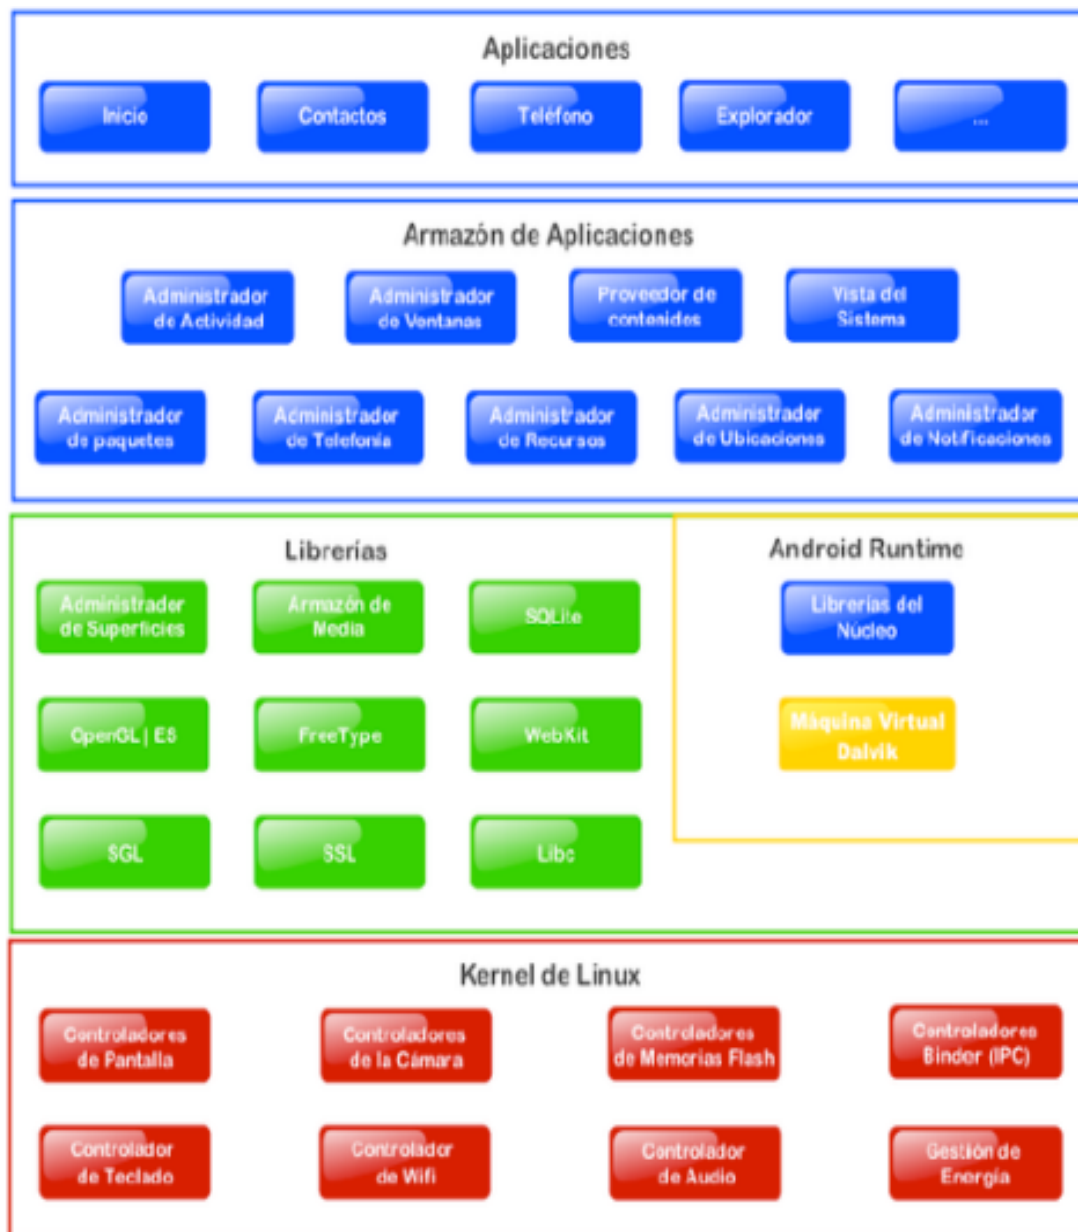 Aplicaciones
Inicio
Contactos
Teléfono
Explorador
...
Armazón de Aplicaciones
Administrador
de Actividad
Administrador
de Ventanas
Proveedor de
contenidos
Vista del
Sistema
Administrador
de paquetes
Administrador
de Telefonía
Administrador
de Recursos
Administrador
de Ubicaciones
Administrador
de Notificaciones
Librerías
Administrador
de Superficies
Armazón de
Media
SQLite
OpenGL | ES
FreeType
WebKit
SGL
SSL
Libc
Android Runtime
Librerías del
Núcleo
Máquina Virtual
Dalvik
Kernel de Linux
Controladores
de Pantalla
Controladores
de la Cámara
Controladores
de Memorias Flash
Controladores
Binder (IPC)
Controlador
de Teclado
Controlador
de Wifi
Controlador
de Audio
Gestión de
Energía